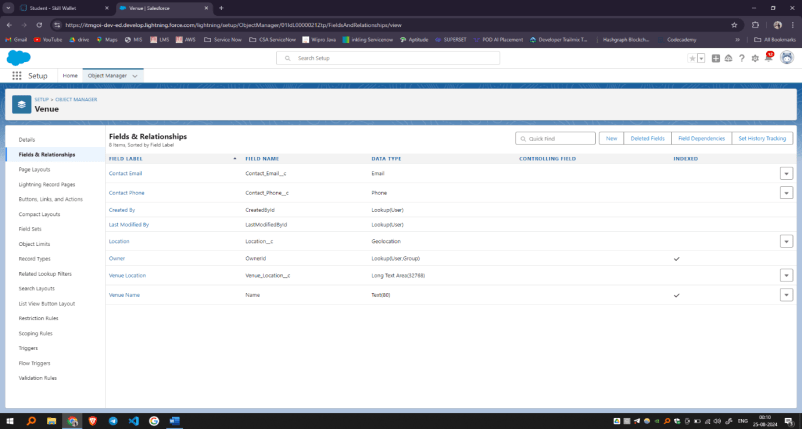 Student - Skill Wallet
Venue | Salesforce
https://itmgoi-dev-ed.develop.lightning.force.com/lightning/setup/ObjectManager/01IdL0000021Ztp/FieldsAndRelationships/view
Gmail YouTube drive Maps MIS LMS AWS Service Now CSA ServiceNow Wipro Java inkling Servicenow Aptitude SUPERSET POD AI Placement Developer Trailmix T... Hashgraph Blockch... Codecademy All Bookmarks
Search Setup
Setup Home Object Manager
SETUP > OBJECT MANAGER
Venue
Details
Fields & Relationships
Page Layouts
Lightning Record Pages
Buttons, Links, and Actions
Compact Layouts
Field Sets
Object Limits
Record Types
Related Lookup Filters
Search Layouts
List View Button Layout
Restriction Rules
Scoping Rules
Triggers
Flow Triggers
Validation Rules
Fields & Relationships
8 Items, Sorted by Field Label
Quick Find New Deleted Fields Field Dependencies Set History Tracking
FIELD LABEL FIELD NAME DATA TYPE CONTROLLING FIELD INDEXED
Contact Email Contact_Email__c Email
Contact Phone Contact_Phone__c Phone
Created By CreatedById Lookup(User)
Last Modified By LastModifiedById Lookup(User)
Location Location__c Geolocation
Owner OwnerId Lookup(User,Group)
Venue Location Venue_Location__c Long Text Area(32768)
Venue Name Name Text(80)
ENG
08:10
25-08-2024